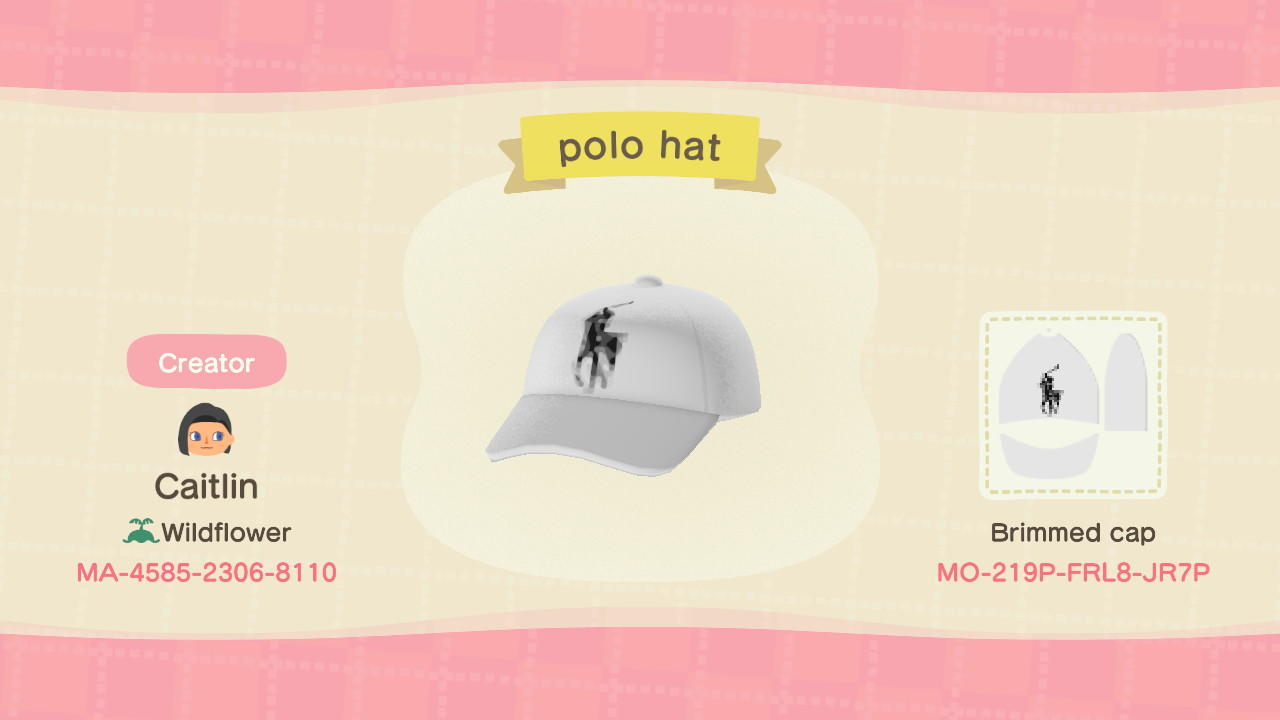 polo hat
Creator
Caitlin
Wildflower
MA-4585-2306-8110
Brimmed cap
MO-219P-FRL8-JR7P